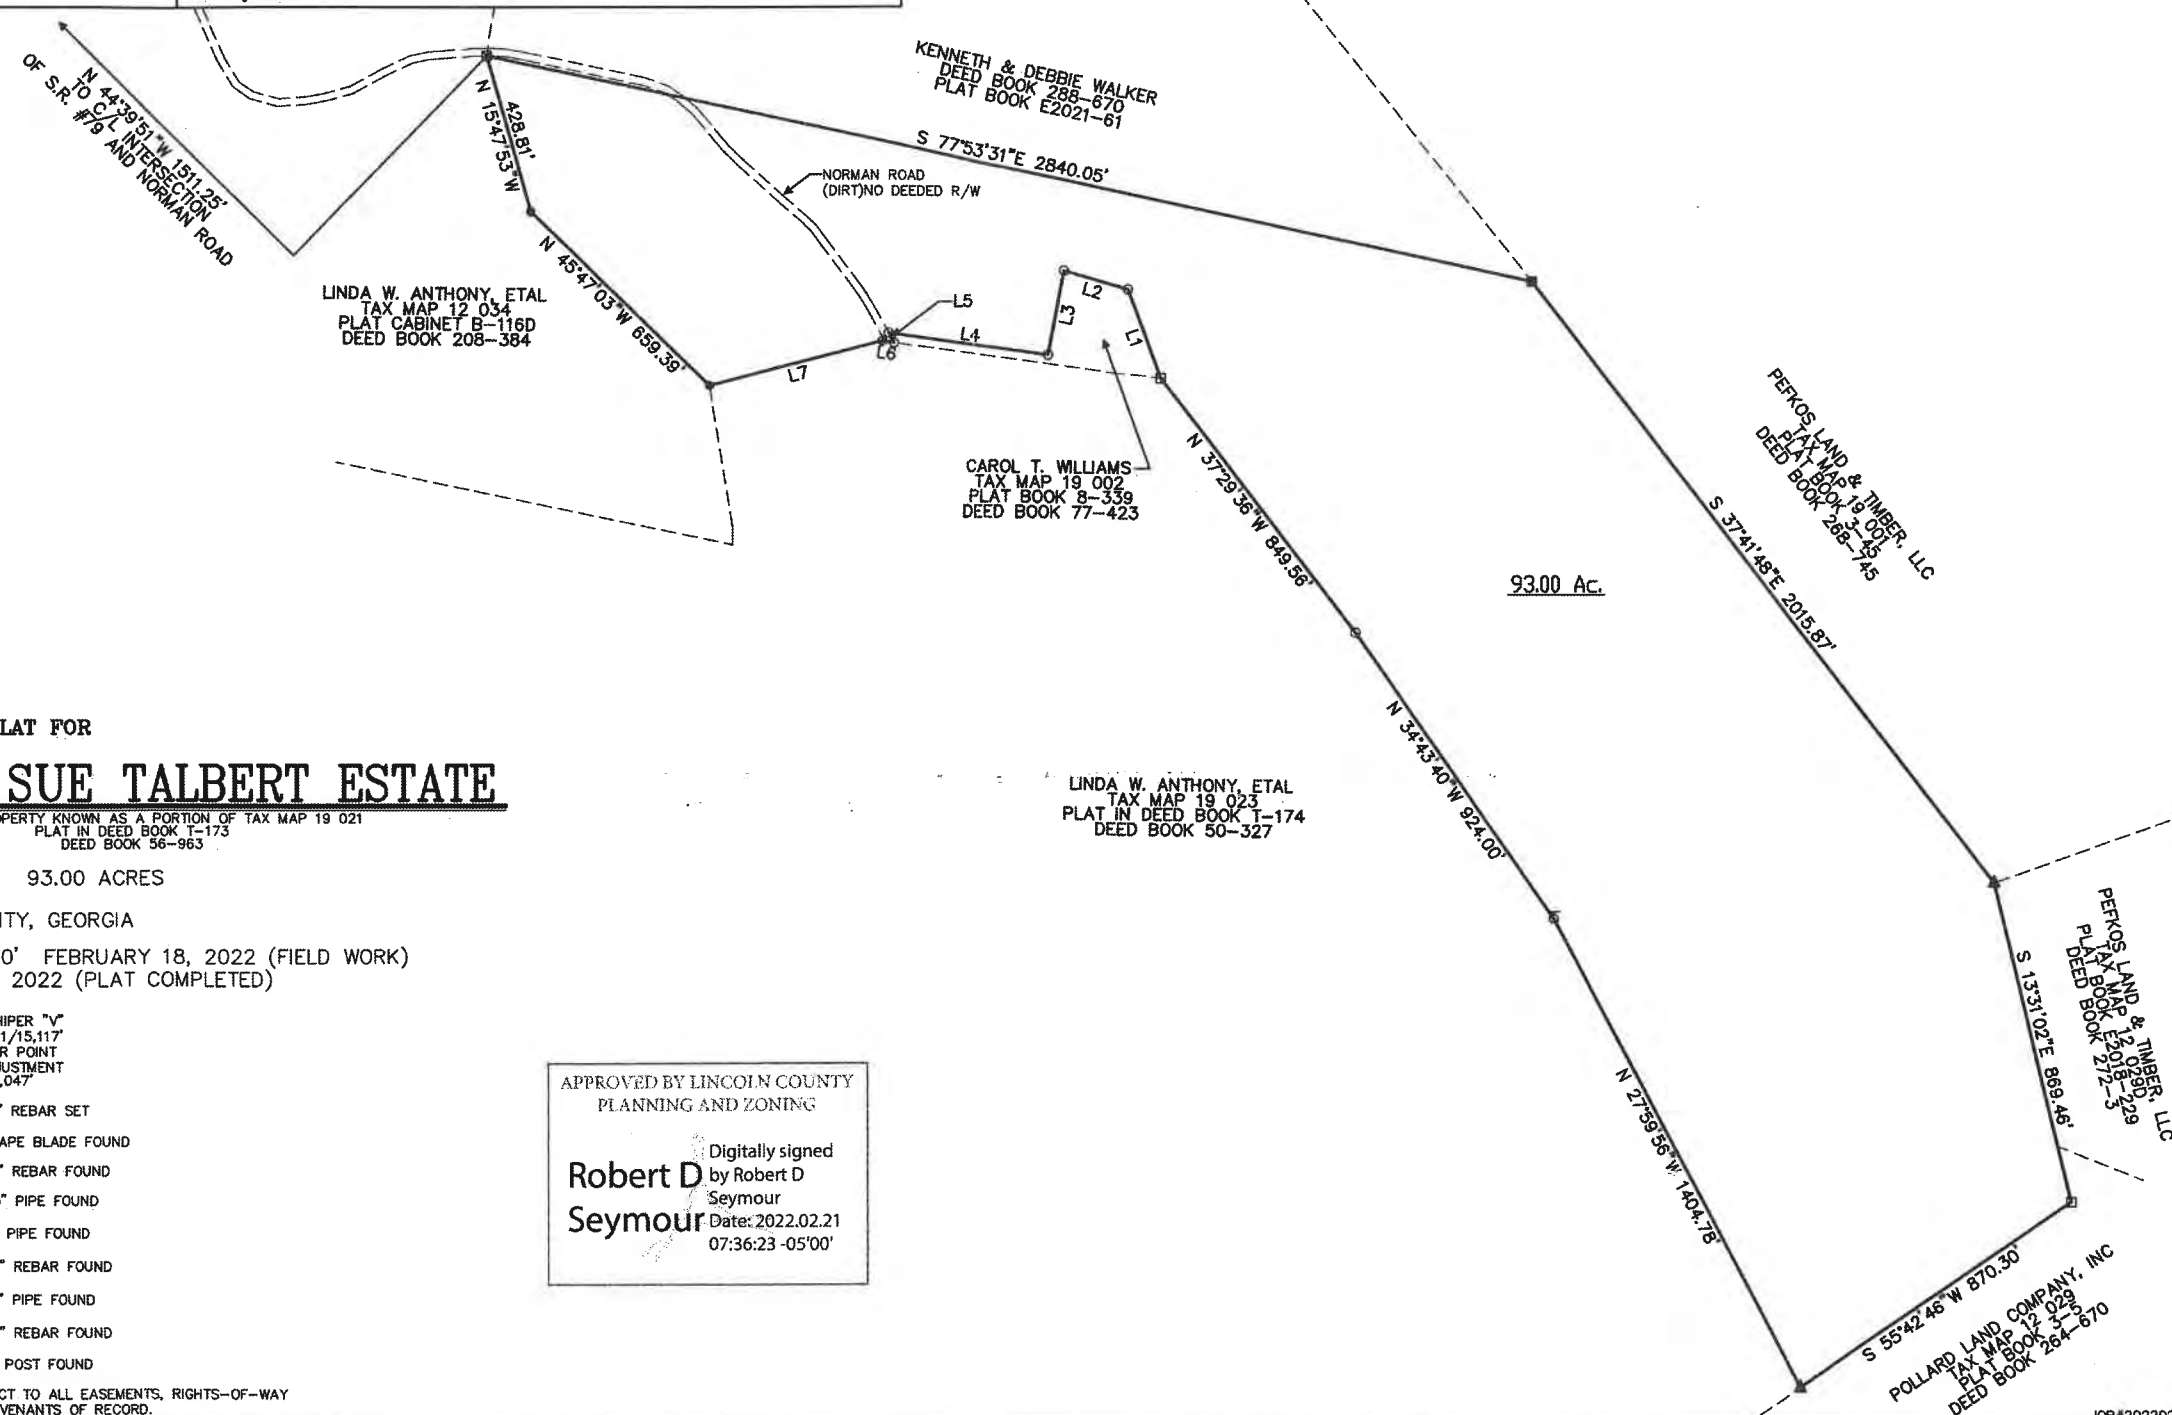 N 44°39'51"W 1511.25'
TO C/L INTERSECTION
OF S.R. #79 AND NORMAN ROAD
428.81'
N 15°47'53"W
KENNETH & DEBBIE WALKER
DEED BOOK 288-670
PLAT BOOK E2021-61
S 77°53'31"E 2840.05'
NORMAN ROAD
(DIRT)NO DEEDED R/W
LINDA W. ANTHONY, ETAL
TAX MAP 12 034
PLAT CABINET B-116D
DEED BOOK 208-384
N 45°47'03"W 659.39'
L7
L6
L5
L4
L3
L2
L1
CAROL T. WILLIAMS
TAX MAP 19 002
PLAT BOOK 8-339
DEED BOOK 77-423
N 37°29'36"W 849.56'
93.00 Ac.
PEFKOS LAND & TIMBER, LLC
TAX MAP 19 001
PLAT BOOK 3-45
DEED BOOK 268-745
S 37°41'48"E 2015.87'
LAT FOR
SUE TALBERT ESTATE
OPERTY KNOWN AS A PORTION OF TAX MAP 19 021
PLAT IN DEED BOOK T-173
DEED BOOK 56-963
93.00 ACRES
TY, GEORGIA
0' FEBRUARY 18, 2022 (FIELD WORK)
2022 (PLAT COMPLETED)
HIPER "V"
1/15,117'
R POINT
JUSTMENT
,047'
" REBAR SET
APE BLADE FOUND
" REBAR FOUND
" PIPE FOUND
PIPE FOUND
" REBAR FOUND
" PIPE FOUND
" REBAR FOUND
POST FOUND
CT TO ALL EASEMENTS, RIGHTS-OF-WAY
VENANTS OF RECORD.
LINDA W. ANTHONY, ETAL
TAX MAP 19 023
PLAT IN DEED BOOK T-174
DEED BOOK 50-327
N 34°43'40"W 924.00'
N 27°59'56"W 1404.78'
APPROVED BY LINCOLN COUNTY
PLANNING AND ZONING
Robert D
Seymour
Digitally signed
by Robert D
Seymour
Date: 2022.02.21
07:36:23 -05'00'
PEFKOS LAND & TIMBER, LLC
TAX MAP 12 029D
PLAT BOOK E2018-229
DEED BOOK 272-3
S 13°31'02"E 869.46'
S 55°42'46"W 870.30'
POLLARD LAND COMPANY, INC
TAX MAP 12 029
PLAT BOOK 3-5
DEED BOOK 264-670